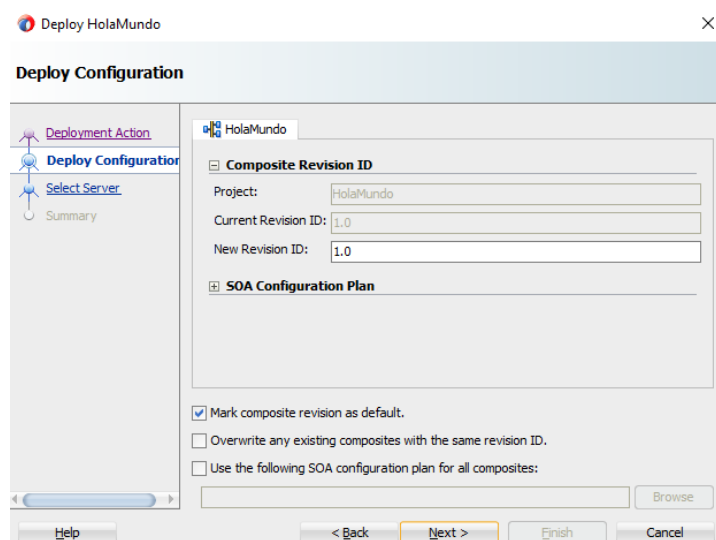 Deploy HolaMundo
Deploy Configuration
Deployment Action
Deploy Configuration
Select Server
Summary
HolaMundo
Composite Revision ID
Project: HolaMundo
Current Revision ID: 1.0
New Revision ID: 1.0
SOA Configuration Plan
Mark composite revision as default.
Overwrite any existing composites with the same revision ID.
Use the following SOA configuration plan for all composites:
Browse
Help < Back Next > Finish Cancel